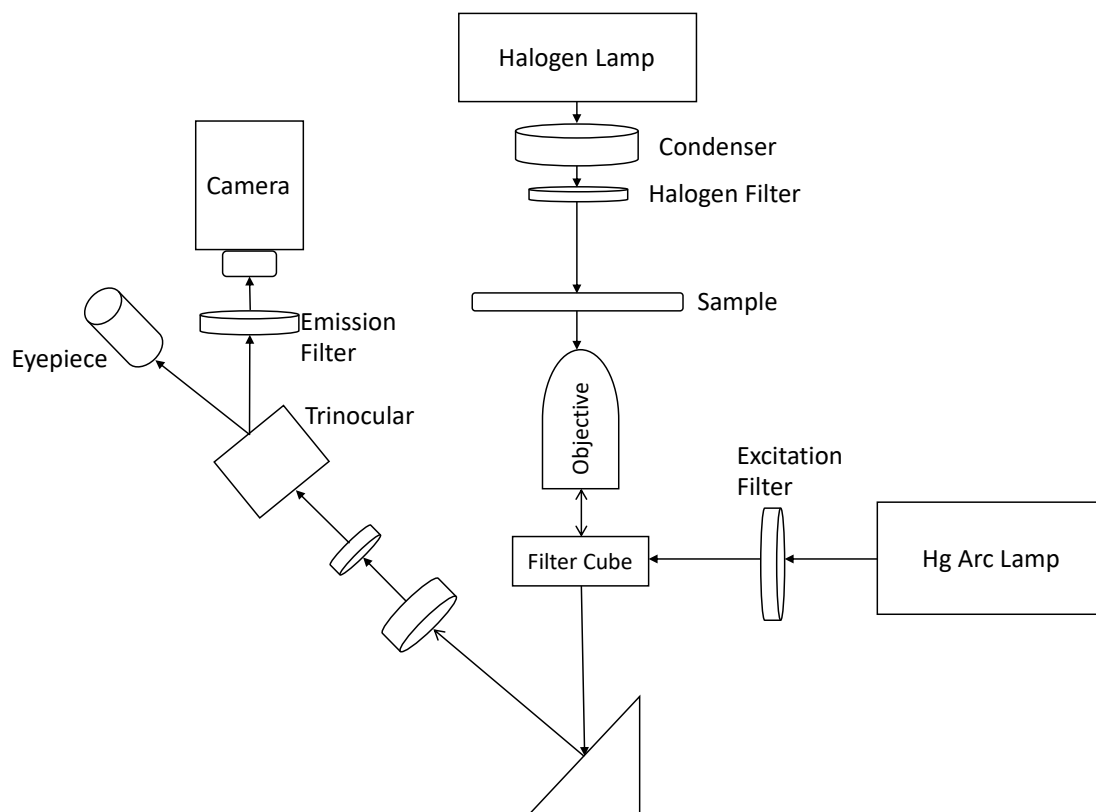 Halogen Lamp
Condenser
Halogen Filter
Camera
Sample
Emission
Filter
Eyepiece
Trinocular
Objective
Excitation
Filter
Filter Cube
Hg Arc Lamp